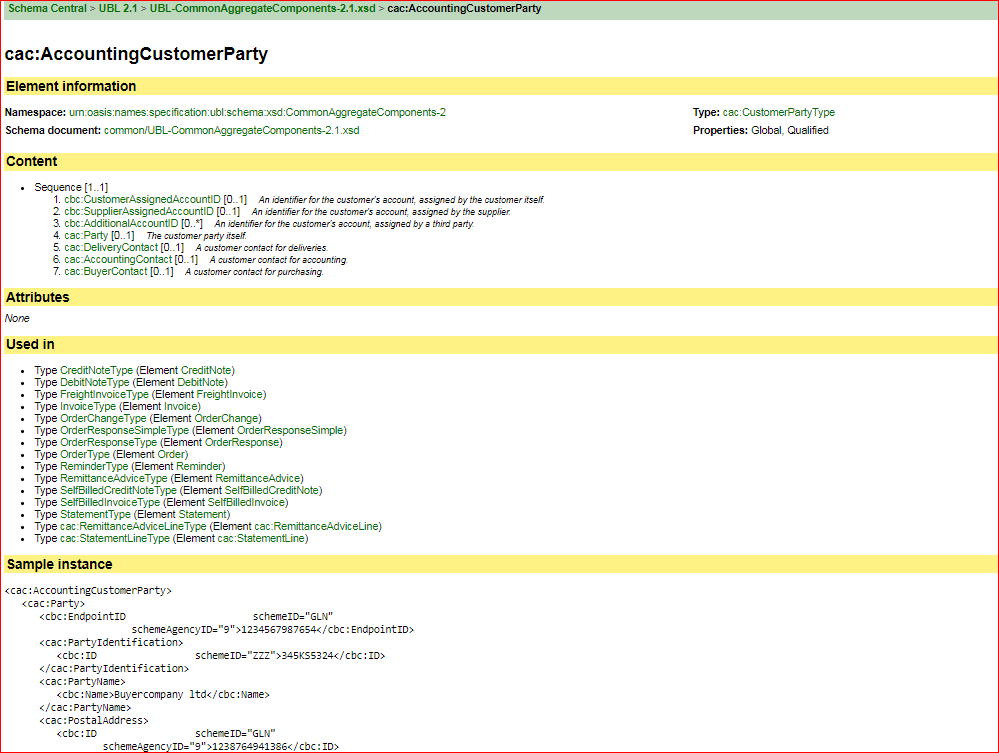 Schema Central > UBL 2.1 > UBL-CommonAggregateComponents-2.1.xsd > cac:AccountingCustomerParty
cac:AccountingCustomerParty
Element information
Namespace: urn:oasis:names:specification:ubl:schema:xsd:CommonAggregateComponents-2
Type: cac:CustomerPartyType
Schema document: common/UBL-CommonAggregateComponents-2.1.xsd
Properties: Global, Qualified
Content
• Sequence [1..1]
1. cbc:CustomerAssignedAccountID [0..1] An identifier for the customer's account, assigned by the customer itself.
2. cbc:SupplierAssignedAccountID [0..1] An identifier for the customer's account, assigned by the supplier.
3. cbc:AdditionalAccountID [0..*] An identifier for the customer's account, assigned by a third party.
4. cac:Party [0..1] The customer party itself.
5. cac:DeliveryContact [0..1] A customer contact for deliveries.
6. cac:AccountingContact [0..1] A customer contact for accounting.
7. cac:BuyerContact [0..1] A customer contact for purchasing.
Attributes
None
Used in
• Type CreditNoteType (Element CreditNote)
• Type DebitNoteType (Element DebitNote)
• Type FreightInvoiceType (Element FreightInvoice)
• Type InvoiceType (Element Invoice)
• Type OrderChangeType (Element OrderChange)
• Type OrderResponseSimpleType (Element OrderResponseSimple)
• Type OrderResponseType (Element OrderResponse)
• Type OrderType (Element Order)
• Type ReminderType (Element Reminder)
• Type RemittanceAdviceType (Element RemittanceAdvice)
• Type SelfBilledCreditNoteType (Element SelfBilledCreditNote)
• Type SelfBilledInvoiceType (Element SelfBilledInvoice)
• Type StatementType (Element Statement)
• Type cac:RemittanceAdviceLineType (Element cac:RemittanceAdviceLine)
• Type cac:StatementLineType (Element cac:StatementLine)
Sample instance
<cac:AccountingCustomerParty>
<cac:Party>
<cbc:EndpointID schemeID="GLN"
schemeAgencyID="9">1234567987654</cbc:EndpointID>
<cac:PartyIdentification>
<cbc:ID schemeID="ZZZ">345KS5324</cbc:ID>
</cac:PartyIdentification>
<cac:PartyName>
<cbc:Name>Buyercompany ltd</cbc:Name>
</cac:PartyName>
<cac:PostalAddress>
<cbc:ID schemeID="GLN"
schemeAgencyID="9">1238764941386</cbc:ID>